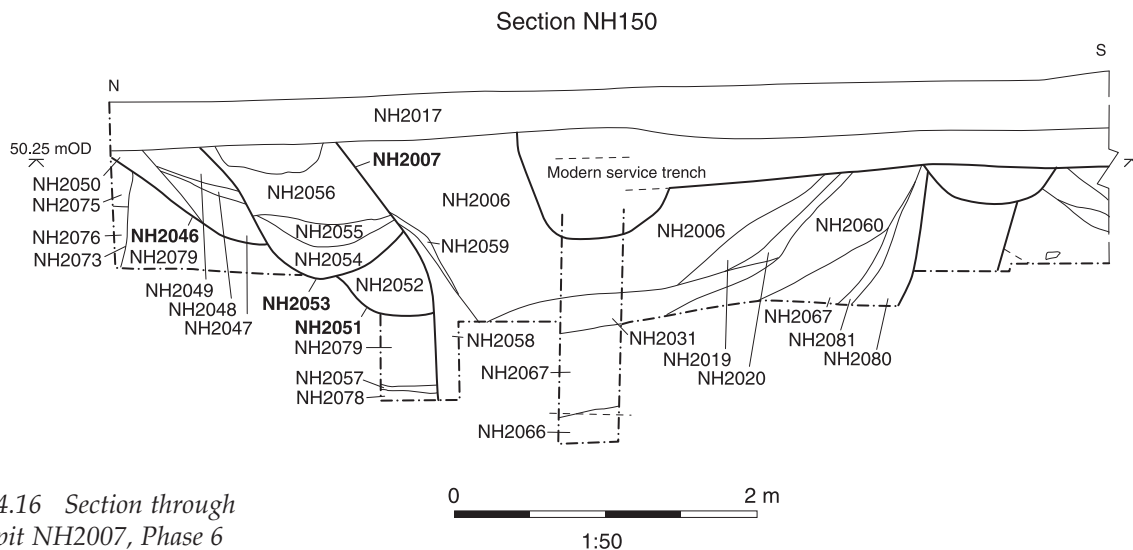 Section NH150
S
N
NH2017
50.25 mOD
NH2007
Modern service trench
NH2050
NH2056
NH2075
NH2006
NH2006
NH2060
NH2055
NH2076
NH2046
NH2059
NH2073
NH2079
NH2054
NH2052
NH2049
NH2053
NH2048
NH2047
NH2051
NH2058
NH2031
NH2067
NH2079
NH2019
NH2081
NH2067
NH2020
NH2080
NH2057
NH2078
NH2066
4.16 Section through
pit NH2007, Phase 6
0
2 m
1:50